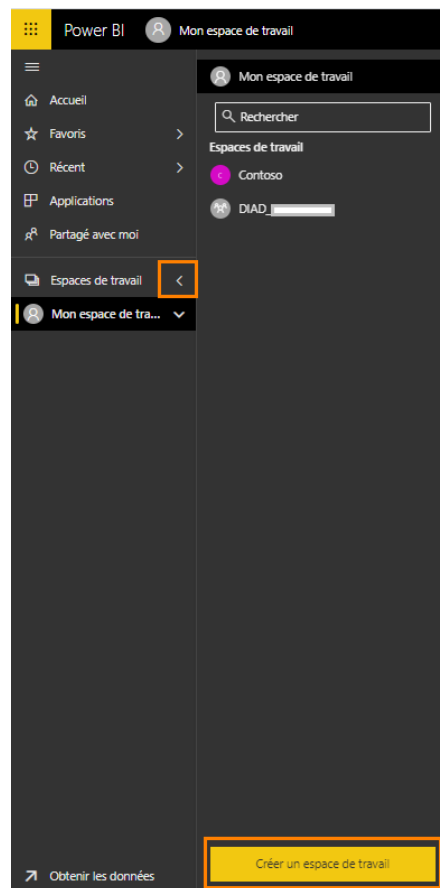 Power BI
Mon espace de travail
Accueil
Favoris
Récent
Applications
Partagé avec moi
Espaces de travail
Mon espace de tra...
Obtenir les données
Mon espace de travail
Rechercher
Espaces de travail
c Contoso
DIAD_
Créer un espace de travail